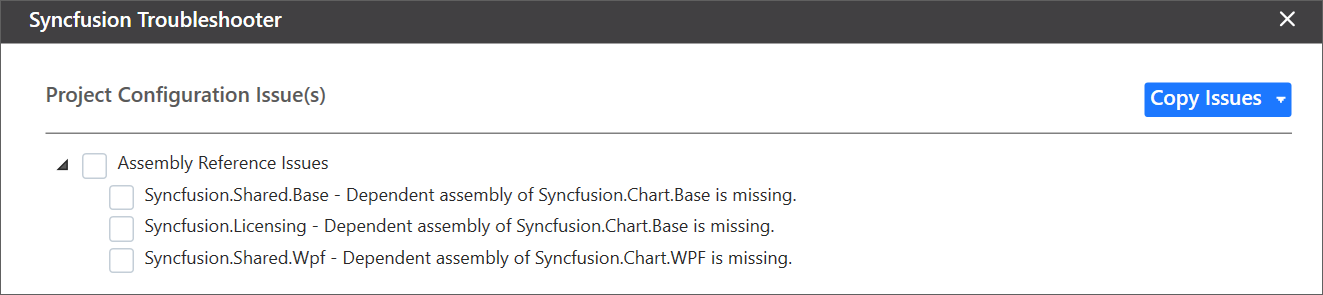 Syncfusion Troubleshooter
Project Configuration Issue(s)
Copy Issues
Assembly Reference Issues
Syncfusion.Shared.Base - Dependent assembly of Syncfusion.Chart.Base is missing.
Syncfusion.Licensing - Dependent assembly of Syncfusion.Chart.Base is missing.
Syncfusion.Shared.Wpf - Dependent assembly of Syncfusion.Chart.WPF is missing.